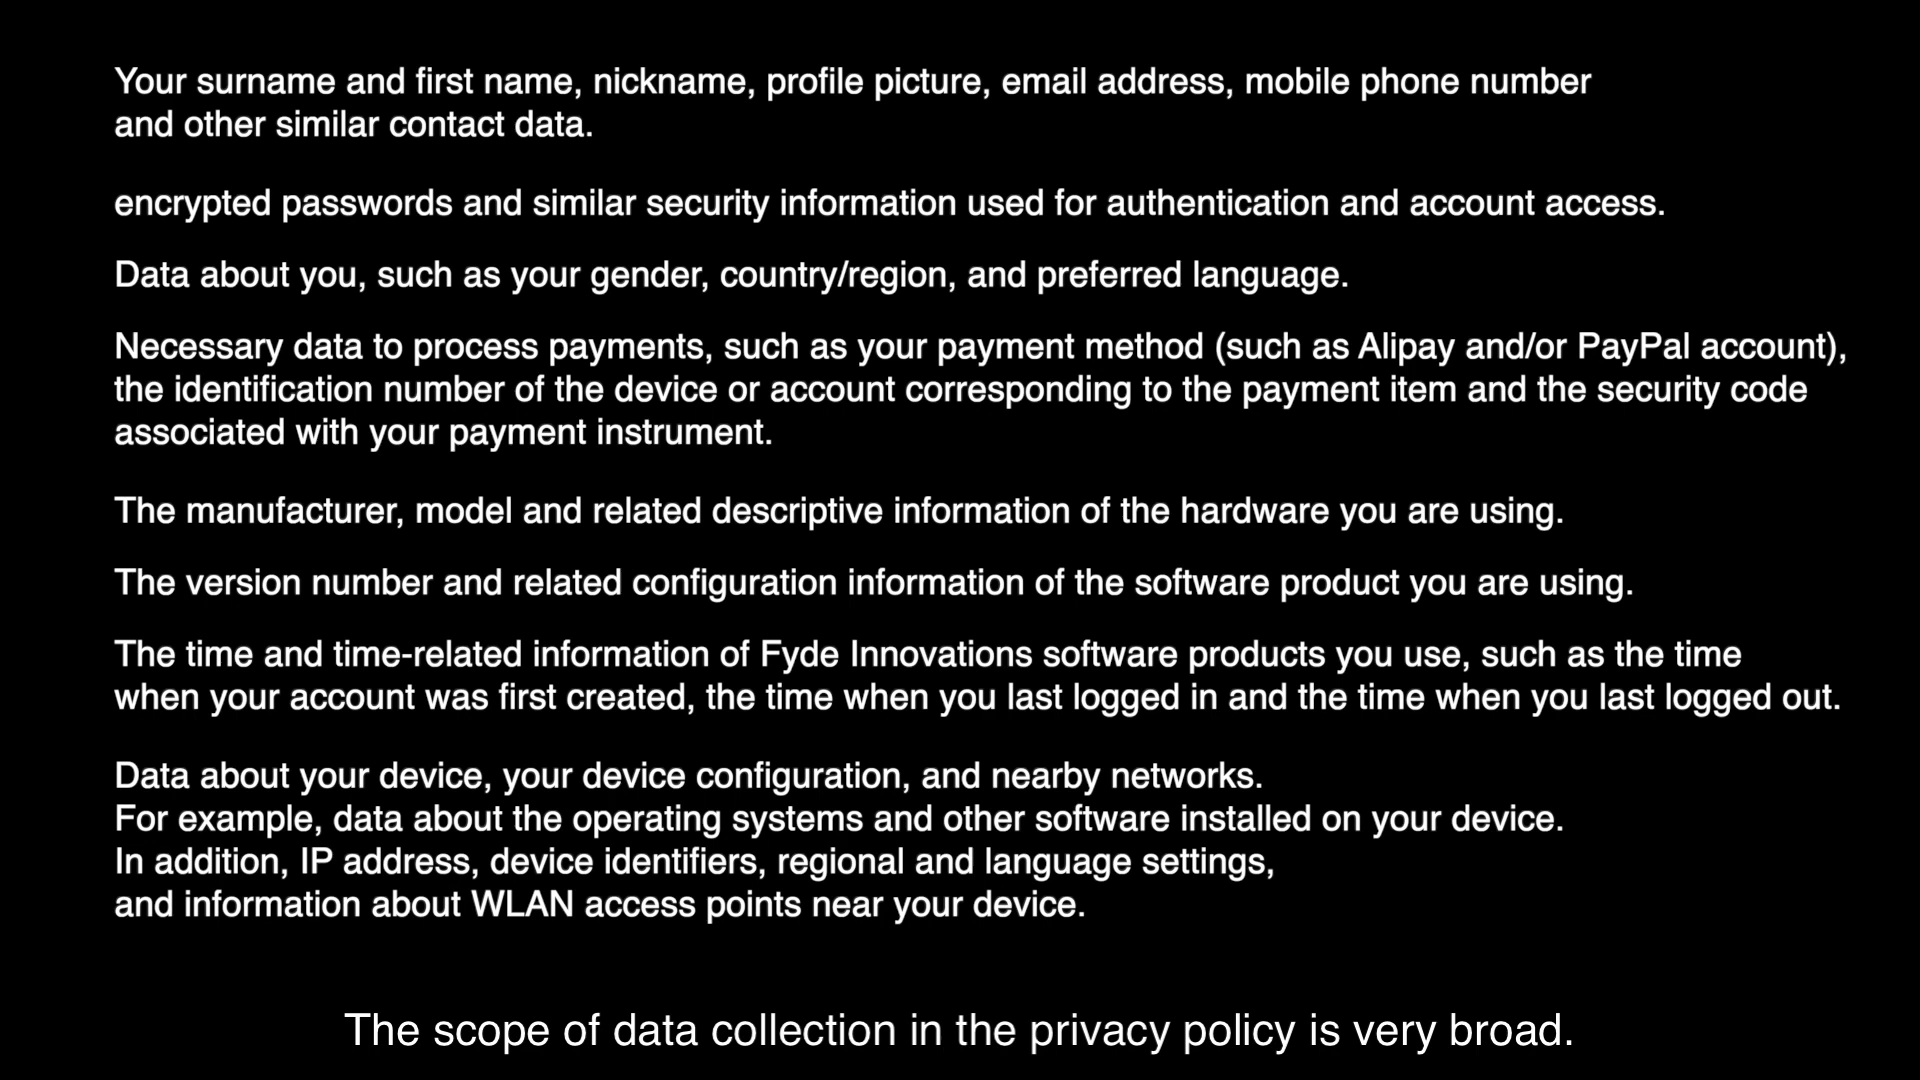 Your surname and first name, nickname, profile picture, email address, mobile phone number
and other similar contact data.
encrypted passwords and similar security information used for authentication and account access.
Data about you, such as your gender, country/region, and preferred language.
Necessary data to process payments, such as your payment method (such as Alipay and/or PayPal account),
the identification number of the device or account corresponding to the payment item and the security code
associated with your payment instrument.
The manufacturer, model and related descriptive information of the hardware you are using.
The version number and related configuration information of the software product you are using.
The time and time-related information of Fyde Innovations software products you use, such as the time
when your account was first created, the time when you last logged in and the time when you last logged out.
Data about your device, your device configuration, and nearby networks.
For example, data about the operating systems and other software installed on your device.
In addition, IP address, device identifiers, regional and language settings,
and information about WLAN access points near your device.
The scope of data collection in the privacy policy is very broad.